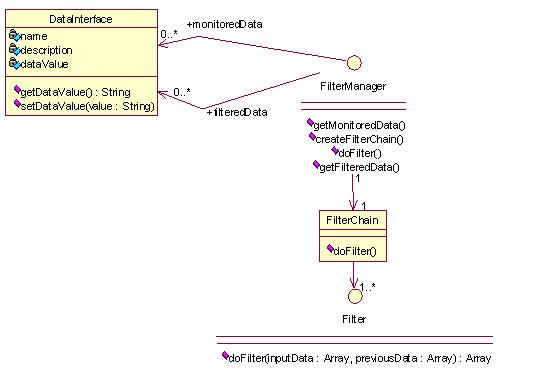 DataInterface
name
description
dataValue
getDataValue() : String
setDataValue(value : String)
+monitoredData
0..*
0..*
+filteredData
FilterManager
getMonitoredData()
createFilterChain()
doFilter()
getFilteredData()
1
1
FilterChain
doFilter()
1..*
Filter
doFilter(inputData : Array, previousData : Array) : Array